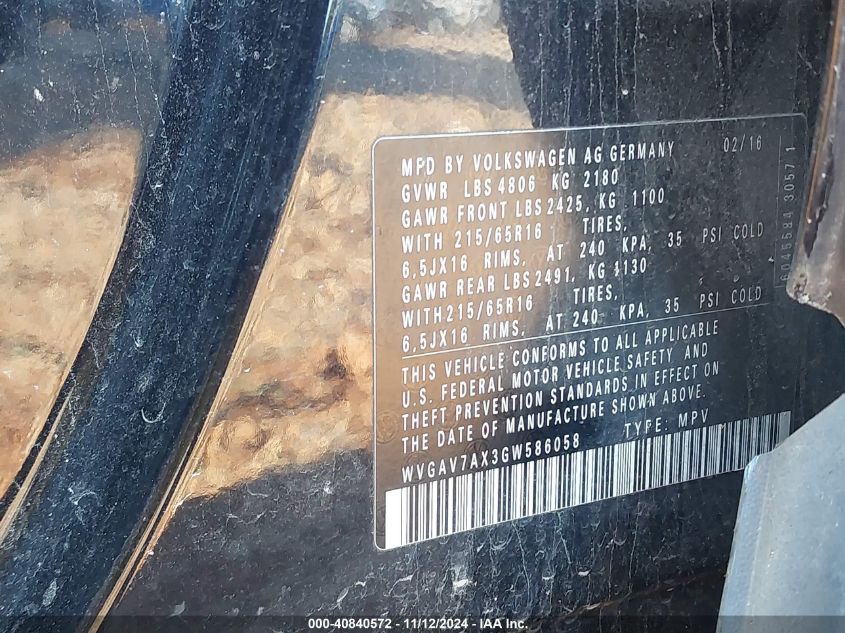 MPD BY VOLKSWAGEN AG GERMANY 02/16
GVWR LBS 4806 KG 2180
GAWR FRONT LBS 2425, KG 1100
WITH 215/65R16 TIRES,
6,5JX16 RIMS, AT 240 KPA, 35 PSI COLD
GAWR REAR LBS 2491, KG 1130
WITH215/65R16 TIRES,
6,5JX16 RIMS, AT 240 KPA, 35 PSI COLD
THIS VEHICLE CONFORMS TO ALL APPLICABLE
U.S. FEDERAL MOTOR VEHICLE SAFETY, AND
THEFT PREVENTION STANDARDS IN EFFECT ON
THE DATE OF MANUFACTURE SHOWN ABOVE.
WVGAV7AX3GW586058 TYPE: MPV
000-40840572 - 11/12/2024 - IAA Inc.